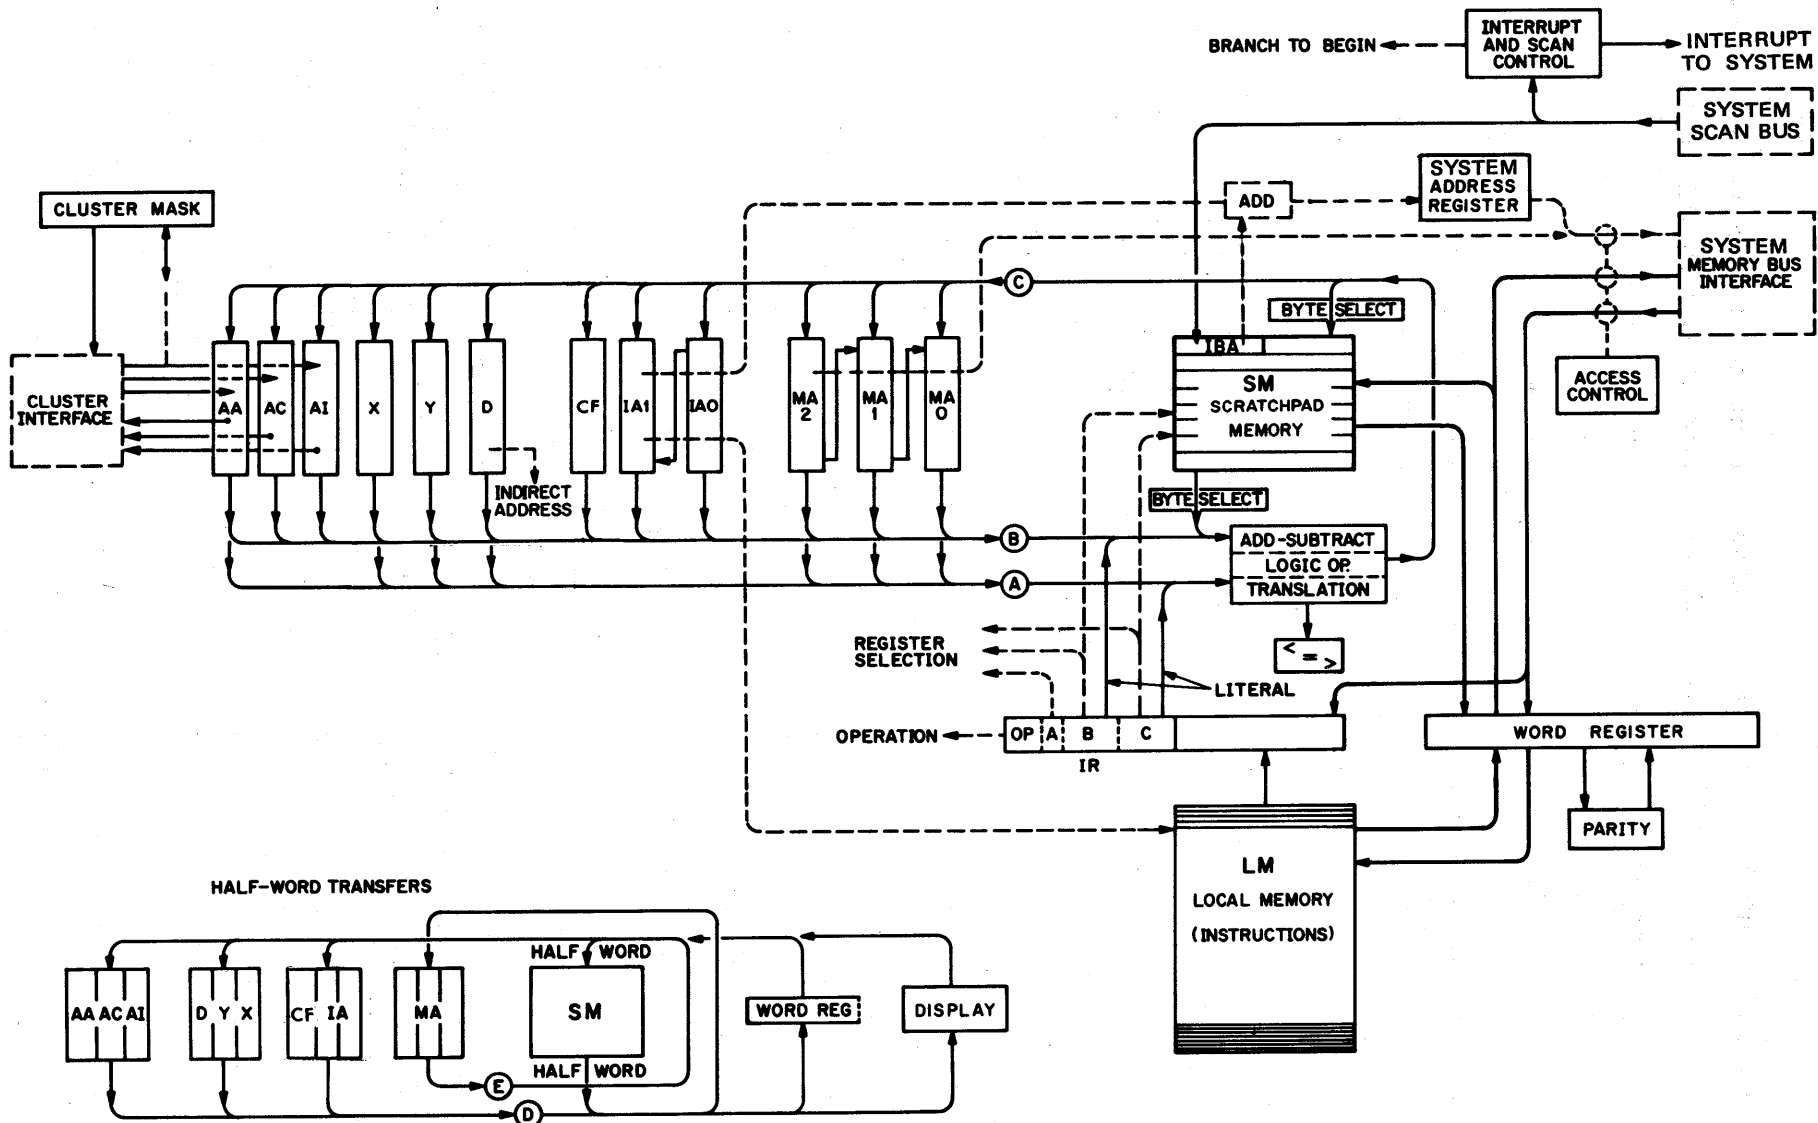 BRANCH TO BEGIN
INTERRUPT
AND SCAN
CONTROL
INTERRUPT
TO SYSTEM
SYSTEM
SCAN BUS
CLUSTER MASK
ADD
SYSTEM
ADDRESS
REGISTER
SYSTEM
MEMORY BUS
INTERFACE
C
BYTE SELECT
IBA
SM
SCRATCHPAD
MEMORY
ACCESS
CONTROL
CLUSTER
INTERFACE
AA
AC
AI
X
Y
D
CF
IA1
IA0
MA
2
MA
1
MA
0
INDIRECT
ADDRESS
BYTE SELECT
B
A
ADD-SUBTRACT
LOGIC OP.
TRANSLATION
< = >
REGISTER
SELECTION
LITERAL
OPERATION
OP A B C
IR
WORD REGISTER
PARITY
LM
LOCAL MEMORY
(INSTRUCTIONS)
HALF-WORD TRANSFERS
HALF WORD
AA AC AI
D Y X
CF IA
MA
SM
WORD REG
DISPLAY
HALF WORD
E
D